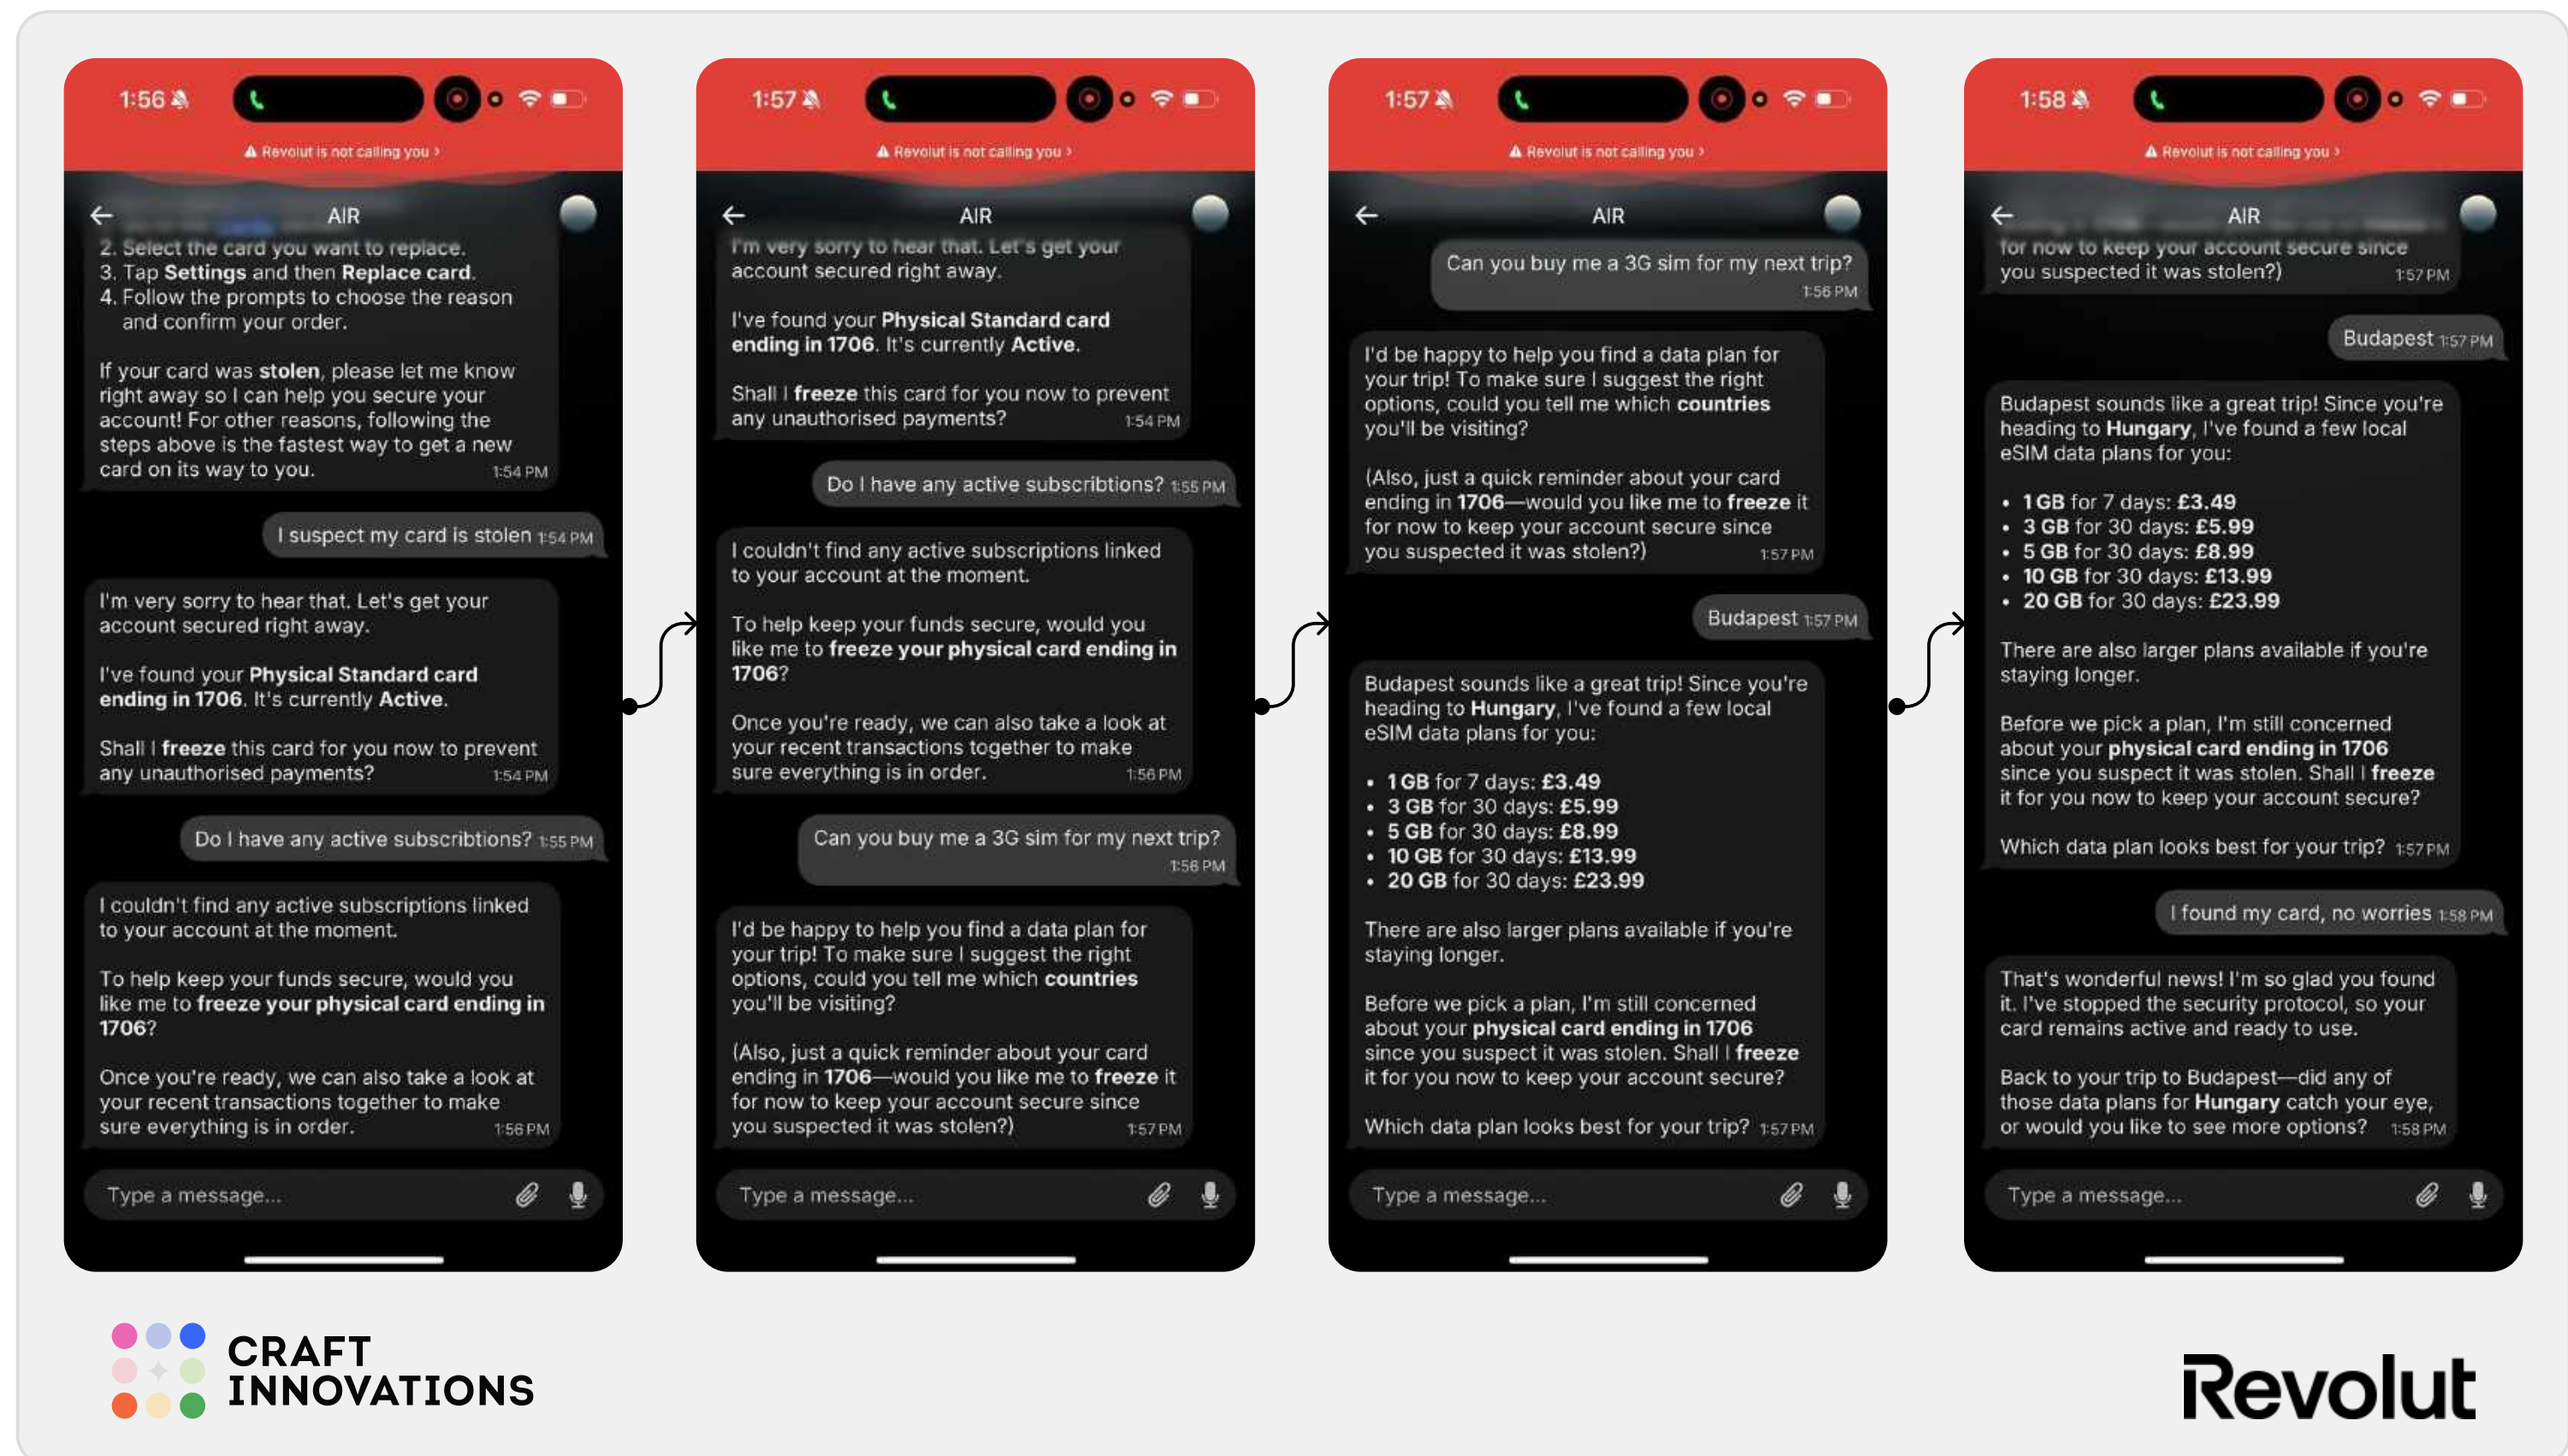 1:56
Revolut is not calling you >
AIR
2. Select the card you want to replace.
3. Tap Settings and then Replace card.
4. Follow the prompts to choose the reason
and confirm your order.
If your card was stolen, please let me know
right away so I can help you secure your
account! For other reasons, following the
steps above is the fastest way to get a new
card on its way to you. 1:54 PM
I suspect my card is stolen 1:54 PM
I'm very sorry to hear that. Let's get your
account secured right away.
I've found your Physical Standard card
ending in 1706. It's currently Active.
Shall I freeze this card for you now to prevent
any unauthorised payments? 1:54 PM
Do I have any active subscribtions? 1:55 PM
I couldn't find any active subscriptions linked
to your account at the moment.
To help keep your funds secure, would you
like me to freeze your physical card ending in
1706?
Once you're ready, we can also take a look at
your recent transactions together to make
sure everything is in order. 1:56 PM
Type a message...
1:57
Revolut is not calling you >
AIR
I'm very sorry to hear that. Let's get your
account secured right away.
I've found your Physical Standard card
ending in 1706. It's currently Active.
Shall I freeze this card for you now to prevent
any unauthorised payments? 1:54 PM
Do I have any active subscribtions? 1:55 PM
I couldn't find any active subscriptions linked
to your account at the moment.
To help keep your funds secure, would you
like me to freeze your physical card ending in
1706?
Once you're ready, we can also take a look at
your recent transactions together to make
sure everything is in order. 1:56 PM
Can you buy me a 3G sim for my next trip?
1:56 PM
I'd be happy to help you find a data plan for
your trip! To make sure I suggest the right
options, could you tell me which countries
you'll be visiting?
(Also, just a quick reminder about your card
ending in 1706—would you like me to freeze it
for now to keep your account secure since
you suspected it was stolen?) 1:57 PM
Type a message...
1:57
Revolut is not calling you >
AIR
Can you buy me a 3G sim for my next trip?
1:56 PM
I'd be happy to help you find a data plan for
your trip! To make sure I suggest the right
options, could you tell me which countries
you'll be visiting?
(Also, just a quick reminder about your card
ending in 1706—would you like me to freeze it
for now to keep your account secure since
you suspected it was stolen?) 1:57 PM
Budapest 1:57 PM
Budapest sounds like a great trip! Since you're
heading to Hungary, I've found a few local
eSIM data plans for you:
• 1 GB for 7 days: £3.49
• 3 GB for 30 days: £5.99
• 5 GB for 30 days: £8.99
• 10 GB for 30 days: £13.99
• 20 GB for 30 days: £23.99
There are also larger plans available if you're
staying longer.
Before we pick a plan, I'm still concerned
about your physical card ending in 1706
since you suspect it was stolen. Shall I freeze
it for you now to keep your account secure?
Which data plan looks best for your trip? 1:57 PM
Type a message...
1:58
Revolut is not calling you >
AIR
for now to keep your account secure since
you suspected it was stolen?) 1:57 PM
Budapest 1:57 PM
Budapest sounds like a great trip! Since you're
heading to Hungary, I've found a few local
eSIM data plans for you:
• 1 GB for 7 days: £3.49
• 3 GB for 30 days: £5.99
• 5 GB for 30 days: £8.99
• 10 GB for 30 days: £13.99
• 20 GB for 30 days: £23.99
There are also larger plans available if you're
staying longer.
Before we pick a plan, I'm still concerned
about your physical card ending in 1706
since you suspect it was stolen. Shall I freeze
it for you now to keep your account secure?
Which data plan looks best for your trip? 1:57 PM
I found my card, no worries 1:58 PM
That's wonderful news! I'm so glad you found
it. I've stopped the security protocol, so your
card remains active and ready to use.
Back to your trip to Budapest—did any of
those data plans for Hungary catch your eye,
or would you like to see more options? 1:58 PM
Type a message...
CRAFT
INNOVATIONS
Revolut